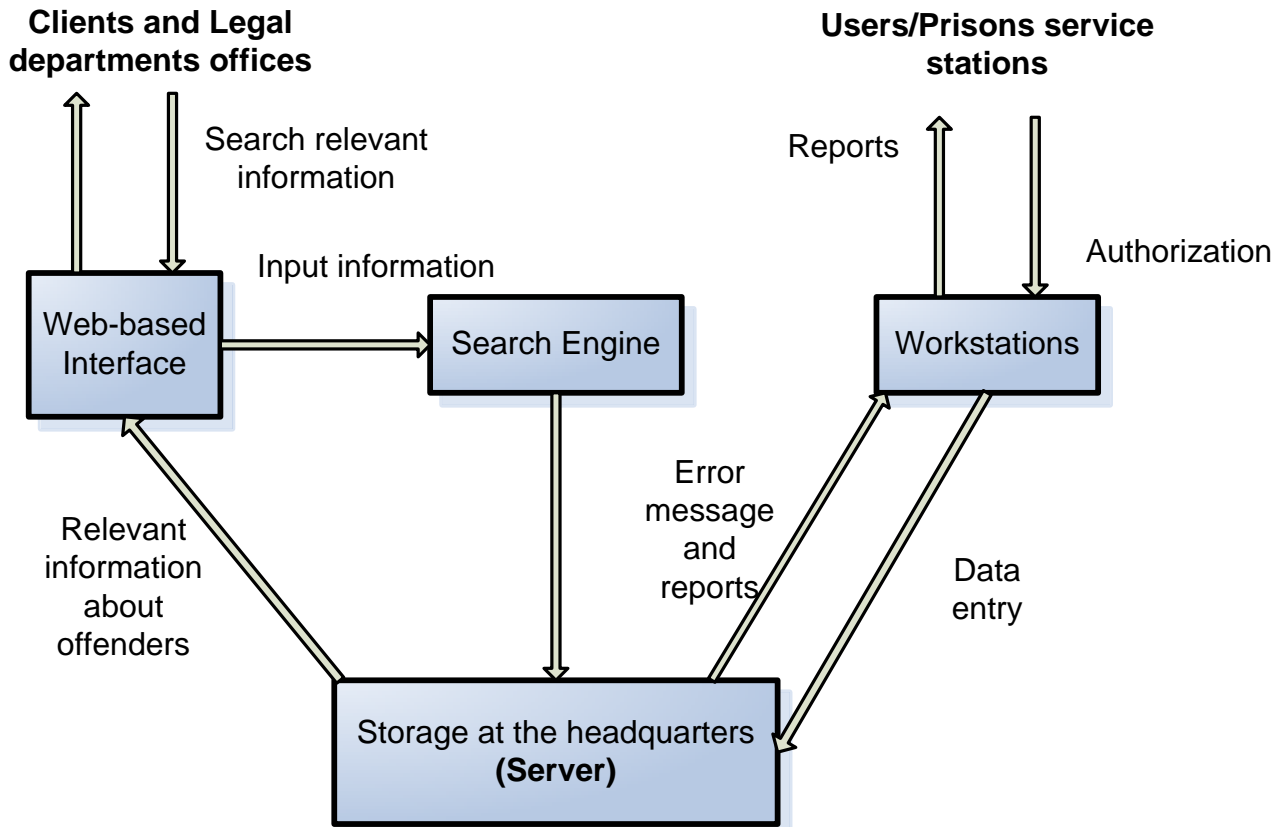 Clients and Legal
departments offices
Users/Prisons service
stations
Search relevant
information
Reports
Authorization
Input information
Web-based
Interface
Search Engine
Workstations
Relevant
information
about
offenders
Error
message
and
reports
Data
entry
Storage at the headquarters
(Server)